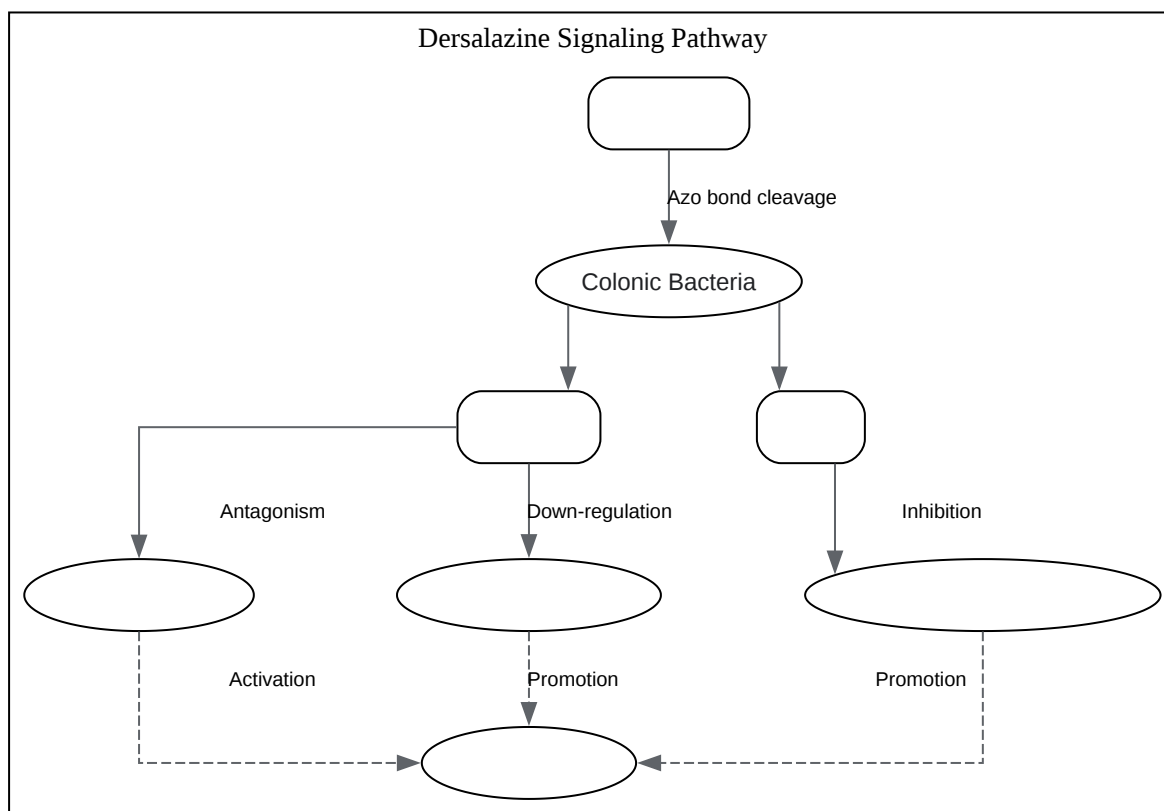 Dersalazine Signaling Pathway
Azo bond cleavage
Colonic Bacteria
Antagonism
Down-regulation
Inhibition
Activation
Promotion
Promotion